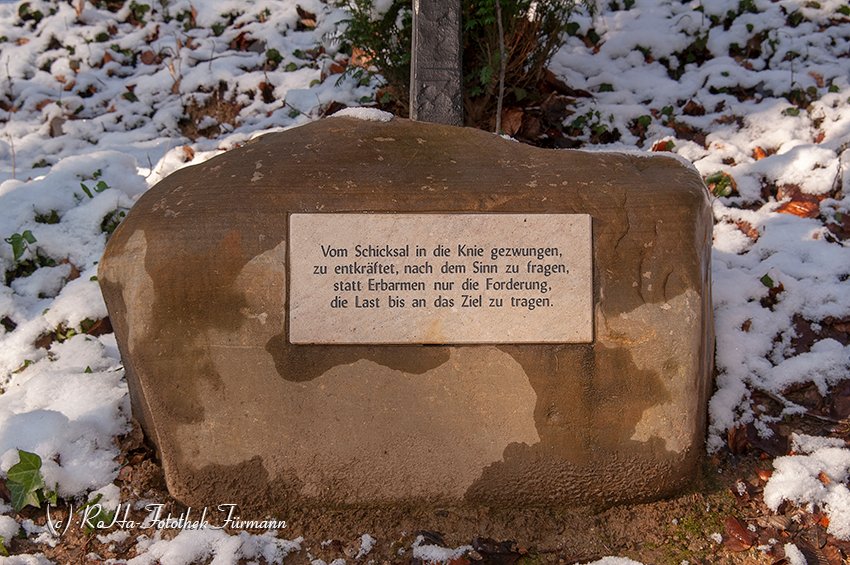 Vom Schicksal in die Knie gezwungen,
zu entkräftet, nach dem Sinn zu fragen,
statt Erbarmen nur die Forderung,
die Last bis an das Ziel zu tragen.
(c) RaHa-Fotothek Fürmann